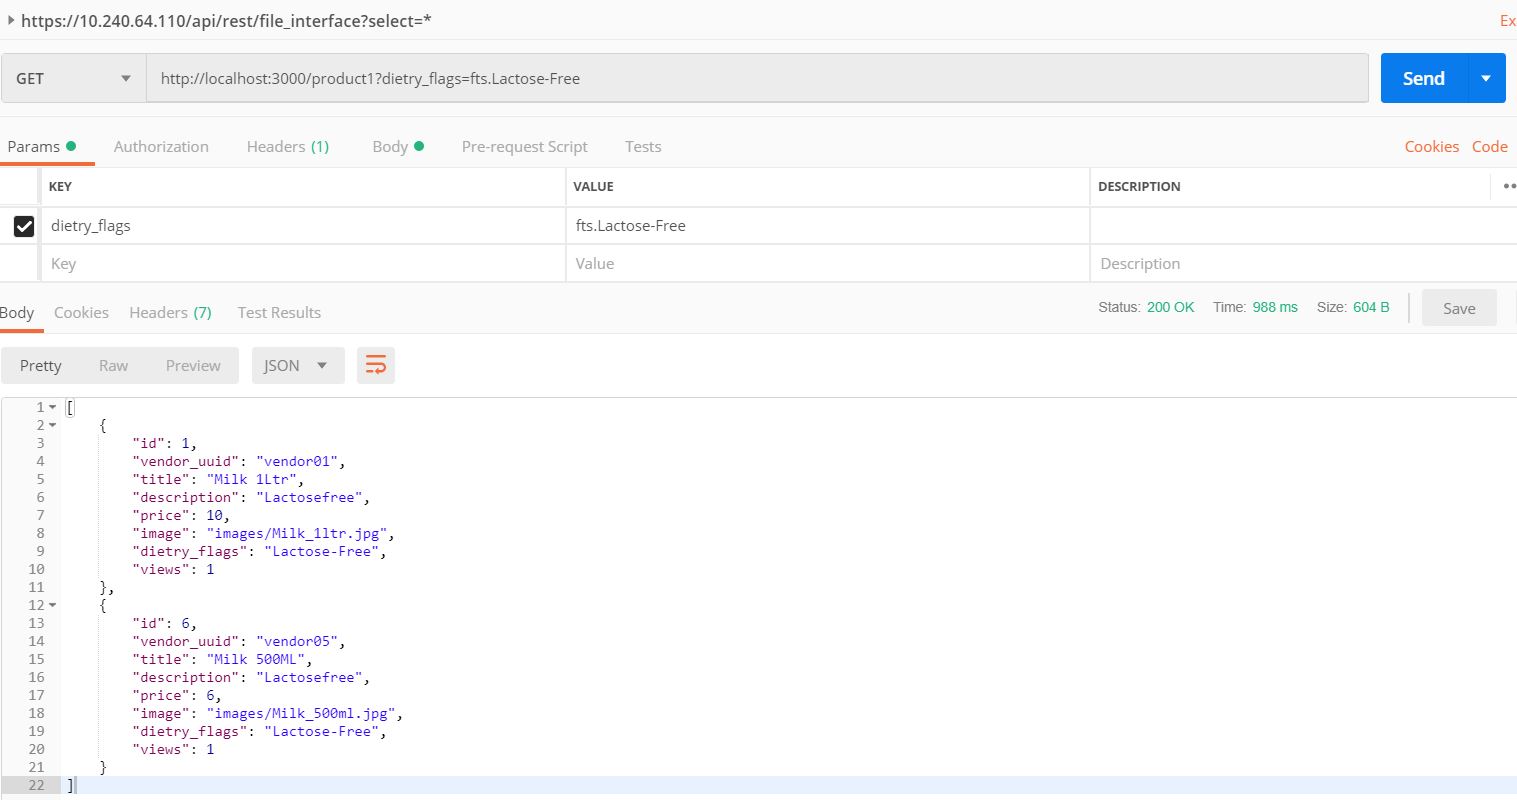 https://10.240.64.110/api/rest/file_interface?select=* Ex
GET http://localhost:3000/product1?dietry_flags=fts.Lactose-Free Send
Params Authorization Headers (1) Body Pre-request Script Tests Cookies Code
KEY VALUE DESCRIPTION
dietry_flags fts.Lactose-Free
Key Value Description
Body Cookies Headers (7) Test Results Status: 200 OK Time: 988 ms Size: 604 B Save
Pretty Raw Preview JSON
1 [
2 {
3 "id": 1,
4 "vendor_uuid": "vendor01",
5 "title": "Milk 1Ltr",
6 "description": "Lactosefree",
7 "price": 10,
8 "image": "images/Milk_1ltr.jpg",
9 "dietry_flags": "Lactose-Free",
10 "views": 1
11 },
12 {
13 "id": 6,
14 "vendor_uuid": "vendor05",
15 "title": "Milk 500ML",
16 "description": "Lactosefree",
17 "price": 6,
18 "image": "images/Milk_500ml.jpg",
19 "dietry_flags": "Lactose-Free",
20 "views": 1
21 }
22 ]